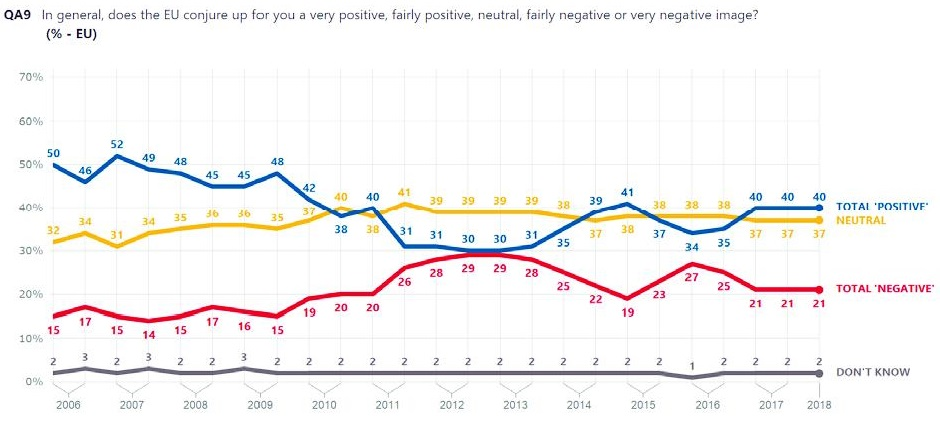 QA9 In general, does the EU conjure up for you a very positive, fairly positive, neutral, fairly negative or very negative image?
(% - EU)
70%
60%
50%
40%
30%
20%
10%
0%
50 46 52 49 48 45 45 48 42 38 40 31 31 30 30 31 35 39 41 37 34 35 40 40 40
TOTAL 'POSITIVE'
32 34 31 34 35 36 36 35 37 40 38 41 39 39 39 39 38 37 38 38 38 38 37 37 37
NEUTRAL
15 17 15 14 15 17 16 15 19 20 20 26 28 29 29 28 25 22 19 23 27 25 21 21 21
TOTAL 'NEGATIVE'
2 3 2 3 2 2 3 2 2 2 2 2 2 2 2 2 2 2 2 2 1 2 2 2 2
DON'T KNOW
2006 2007 2008 2009 2010 2011 2012 2013 2014 2015 2016 2017 2018